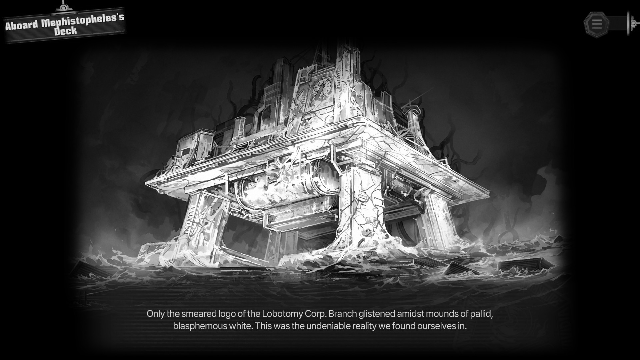 Aboard Mephistopheles's
Deck
Only the smeared logo of the Lobotomy Corp. Branch glistened amidst mounds of pallid,
blasphemous white. This was the undeniable reality we found ourselves in.